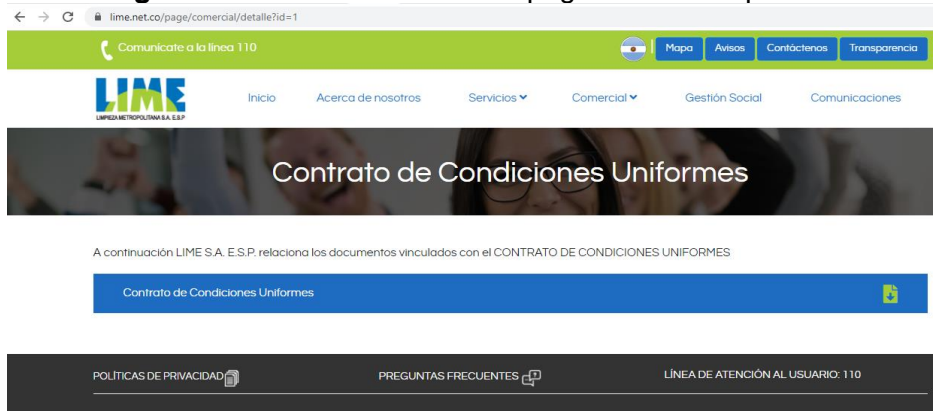 lime.net.co/page/comercial/detalle?id=1
Comunicate a la línea 110
Mapa Avisos Contáctenos Transparencia
LIME
LIMPIEZA METROPOLITANA S.A. E.S.P
Inicio Acerca de nosotros Servicios Comercial Gestión Social Comunicaciones
Contrato de Condiciones Uniformes
A continuación LIME S.A. E.S.P. relaciona los documentos vinculados con el CONTRATO DE CONDICIONES UNIFORMES
Contrato de Condiciones Uniformes
POLÍTICAS DE PRIVACIDAD PREGUNTAS FRECUENTES LÍNEA DE ATENCIÓN AL USUARIO: 110